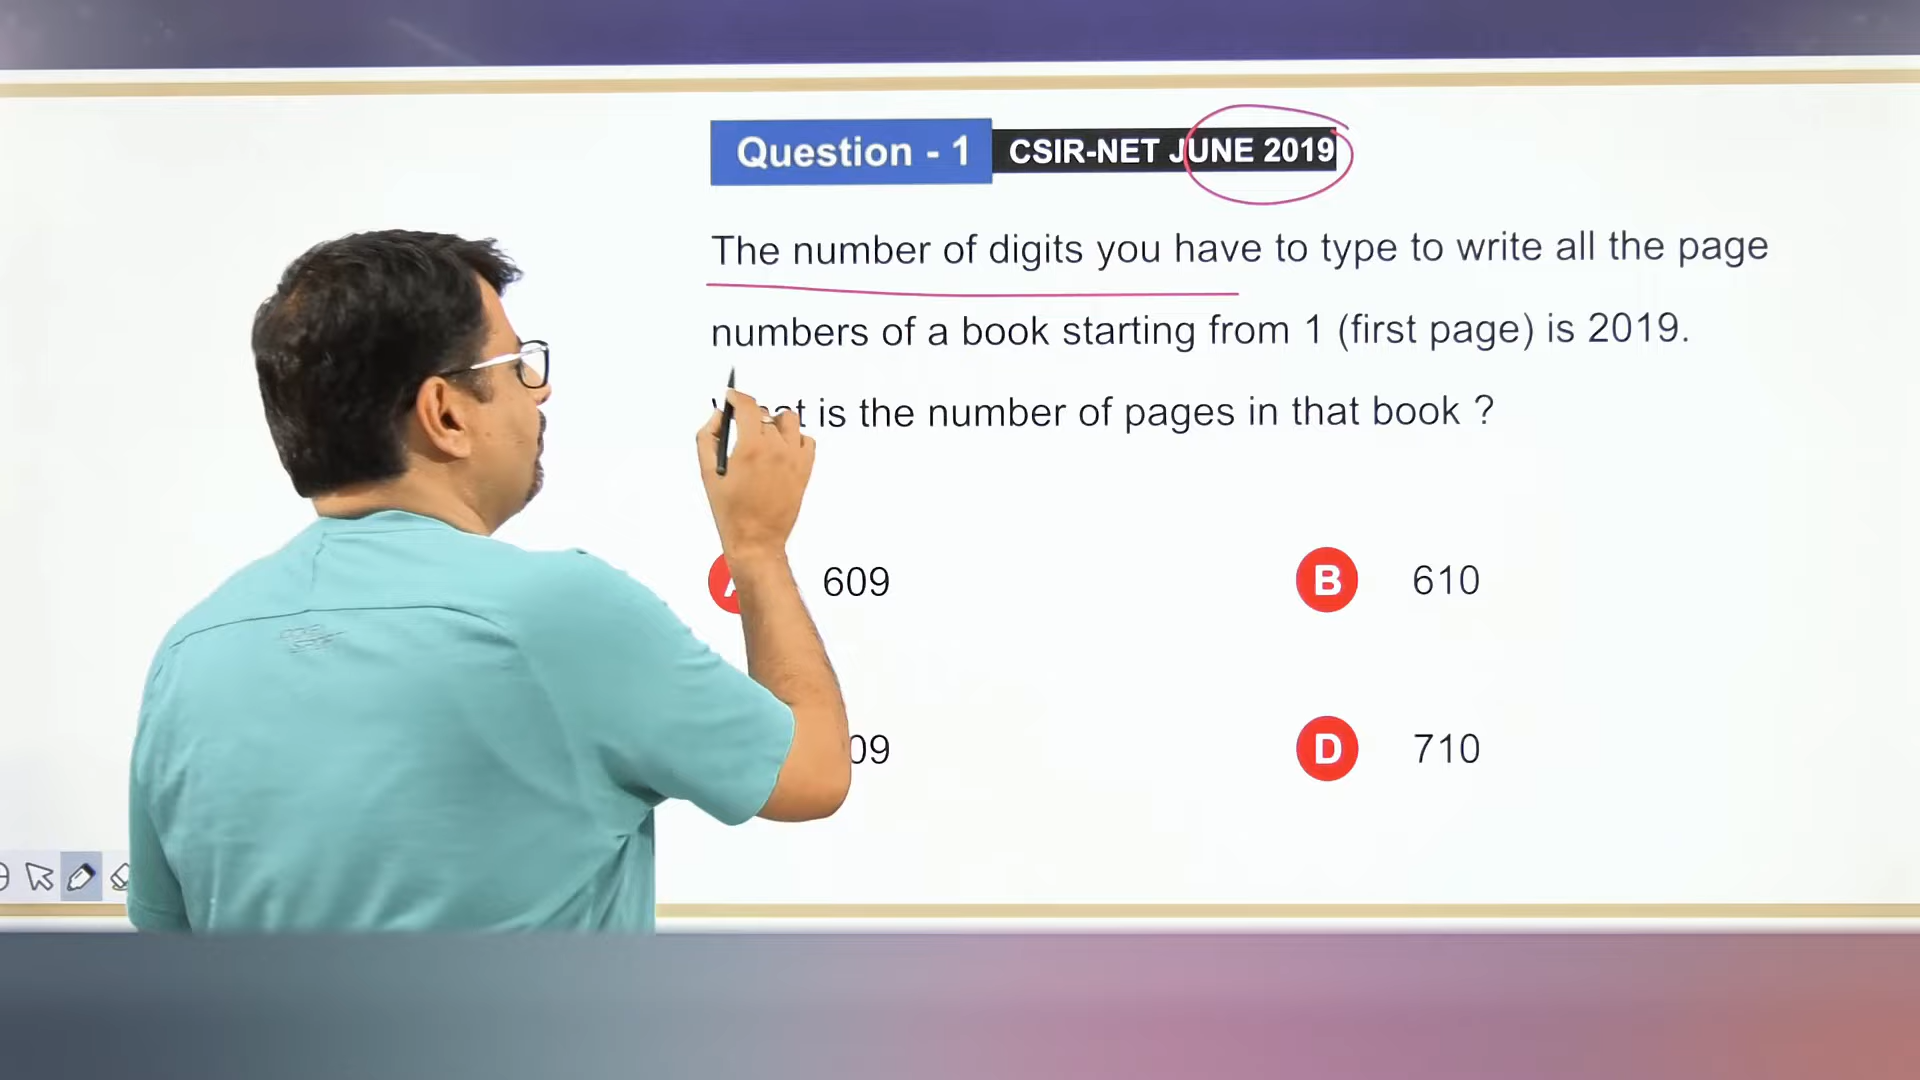 Question - 1 CSIR-NET JUNE 2019
The number of digits you have to type to write all the page
numbers of a book starting from 1 (first page) is 2019.
is the number of pages in that book ?
A 609
B 610
09
D 710